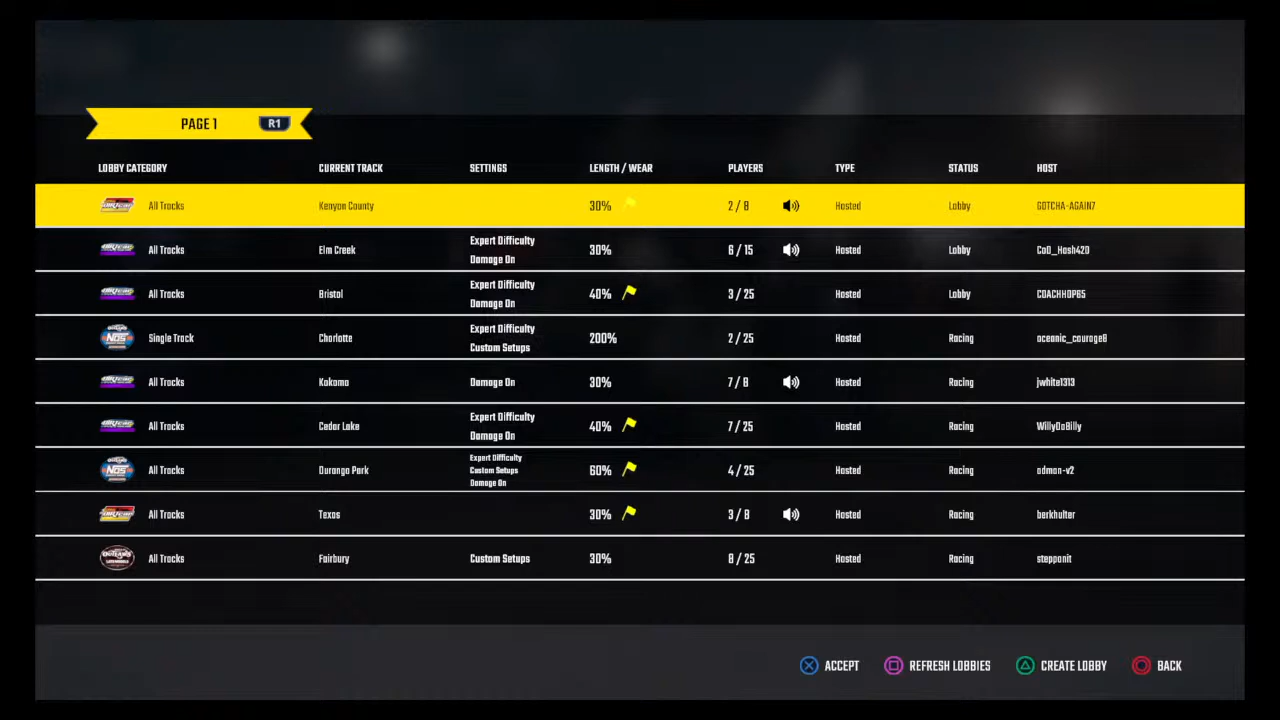 PAGE 1 R1
LOBBY CATEGORY CURRENT TRACK SETTINGS LENGTH / WEAR PLAYERS TYPE STATUS HOST
All Tracks Kenyon County 30% 2 / 8 Hosted Lobby GOTCHA-AGAIN7
All Tracks Elm Creek Expert Difficulty 30% 6 / 15 Hosted Lobby CoD_Hash420
Damage On
All Tracks Bristol Expert Difficulty 40% 3 / 25 Hosted Lobby COACHHOP65
Damage On
NOS Single Track Charlotte Expert Difficulty 200% 2 / 25 Hosted Racing
Custom Setups
All Tracks Kokomo Damage On 30% 7 / 8 Hosted Racing jwhite1313
All Tracks Cedar Lake Expert Difficulty 40% 7 / 25 Hosted Racing WillyDaBilly
Damage On
NOS All Tracks Durango Park Expert Difficulty 60% 4 / 25 Hosted Racing adman-v2
Custom Setups
Damage On
All Tracks Texas 30% 3 / 8 Hosted Racing berkhulter
OUTLAWS All Tracks Fairbury Custom Setups 30% 8 / 25 Hosted Racing stepponit
ACCEPT REFRESH LOBBIES CREATE LOBBY BACK